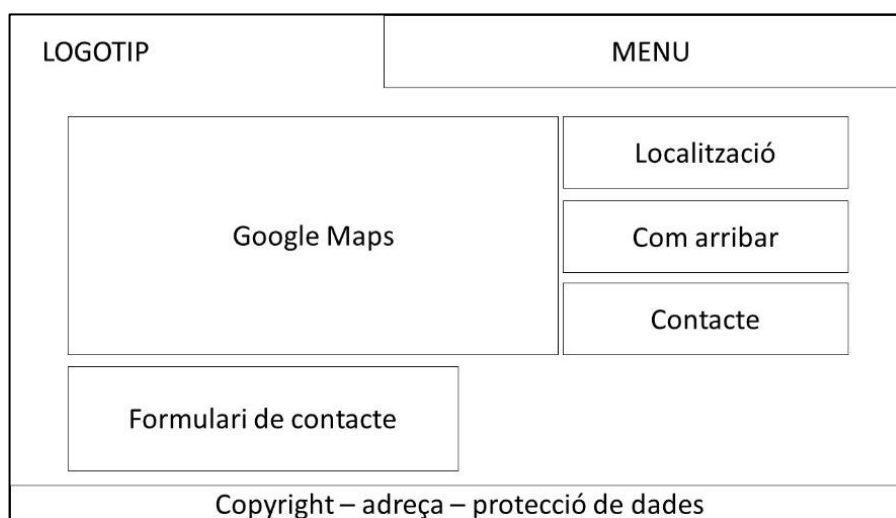 LOGOTIP
MENU
Google Maps
Localització
Com arribar
Contacte
Formulari de contacte
Copyright – adreça – protecció de dades